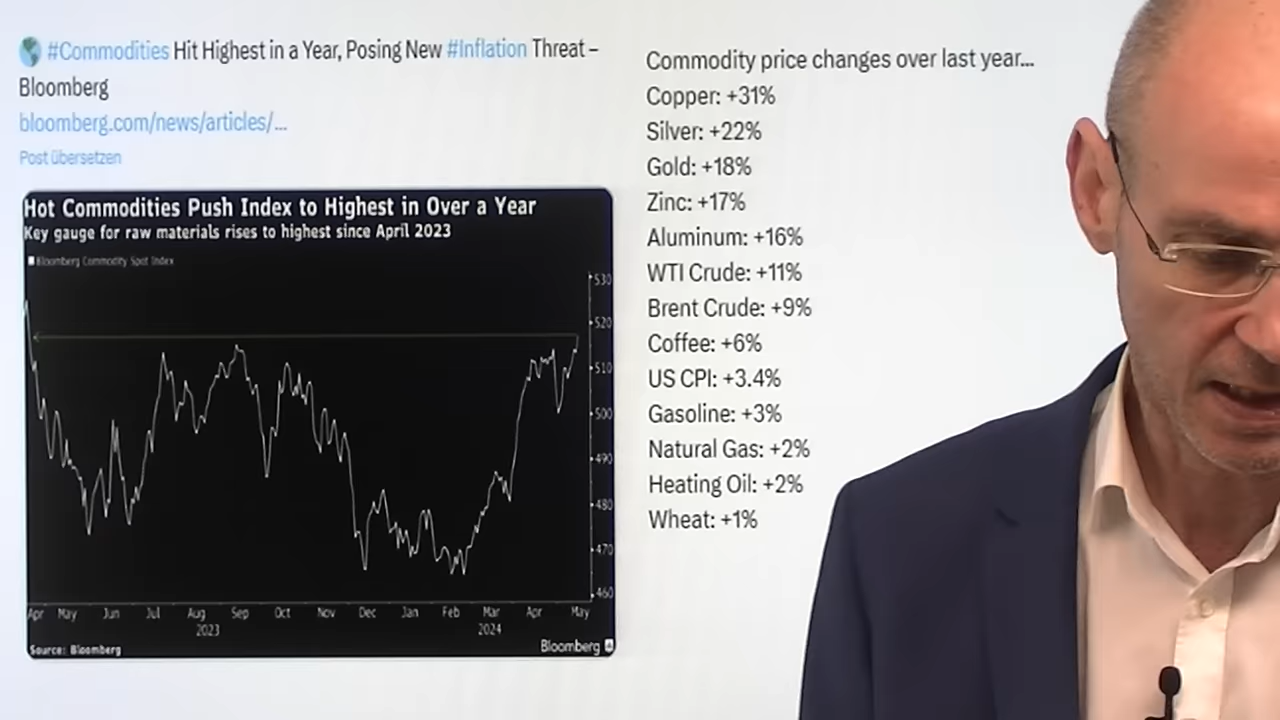 #Commodities Hit Highest in a Year, Posing New #Inflation Threat –
Bloomberg
bloomberg.com/news/articles/...
Post übersetzen
Hot Commodities Push Index to Highest in Over a Year
Key gauge for raw materials rises to highest since April 2023
Bloomberg Commodity Spot Index
530
520
510
500
490
480
470
460
Apr May Jun Jul Aug Sep Oct Nov Dec Jan Feb Mar Apr May
2023 2024
Source: Bloomberg
Bloomberg
Commodity price changes over last year...
Copper: +31%
Silver: +22%
Gold: +18%
Zinc: +17%
Aluminum: +16%
WTI Crude: +11%
Brent Crude: +9%
Coffee: +6%
US CPI: +3.4%
Gasoline: +3%
Natural Gas: +2%
Heating Oil: +2%
Wheat: +1%